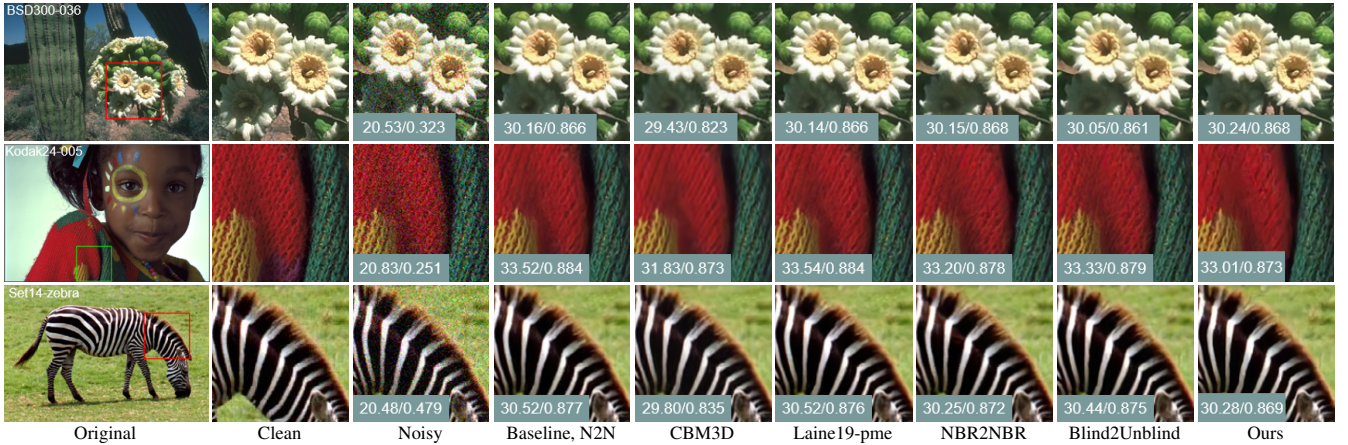 BSD300-036
20.53/0.323
30.16/0.866
29.43/0.823
30.14/0.866
30.15/0.868
30.05/0.861
30.24/0.868
Kodak24-005
20.83/0.251
33.52/0.884
31.83/0.873
33.54/0.884
33.20/0.878
33.33/0.879
33.01/0.873
Set14-zebra
20.48/0.479
30.52/0.877
29.80/0.835
30.52/0.876
30.25/0.872
30.44/0.875
30.28/0.869
Original
Clean
Noisy
Baseline, N2N
CBM3D
Laine19-pme
NBR2NBR
Blind2Unblind
Ours